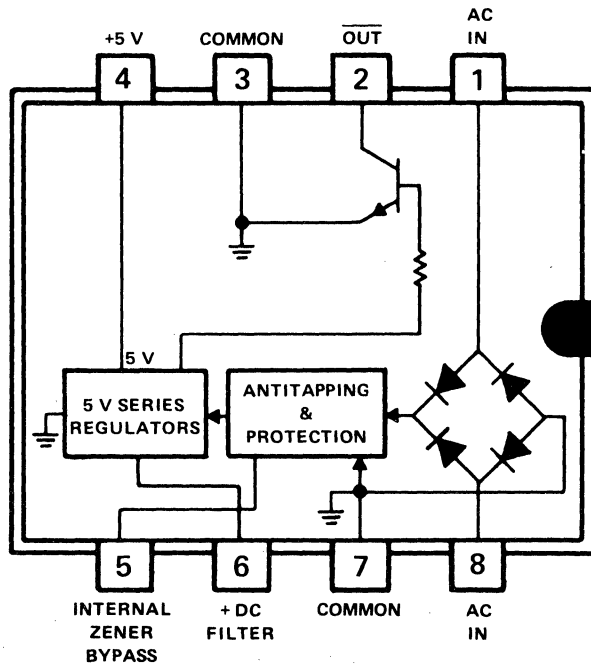 +5 V
COMMON
OUT
AC
IN
4
3
2
1
5 V
5 V SERIES
REGULATORS
ANTITAPPING
&
PROTECTION
5
6
7
8
INTERNAL
ZENER
BYPASS
+ DC
FILTER
COMMON
AC
IN